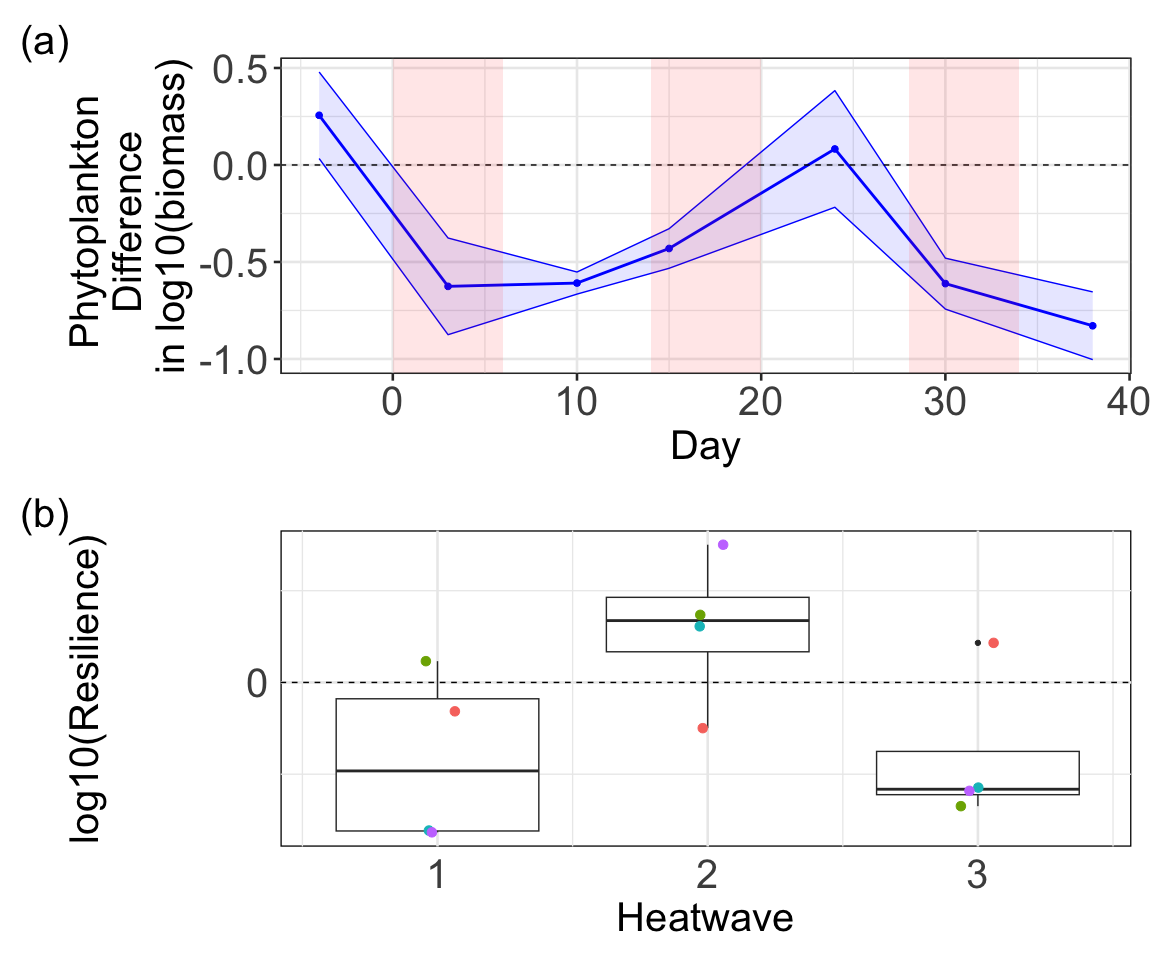 (a)
Phytoplankton
Difference
in log10(biomass)
0.5
0.0
-0.5
-1.0
0 10 20 30 40
Day
(b)
log10(Resilience)
0
1 2 3
Heatwave